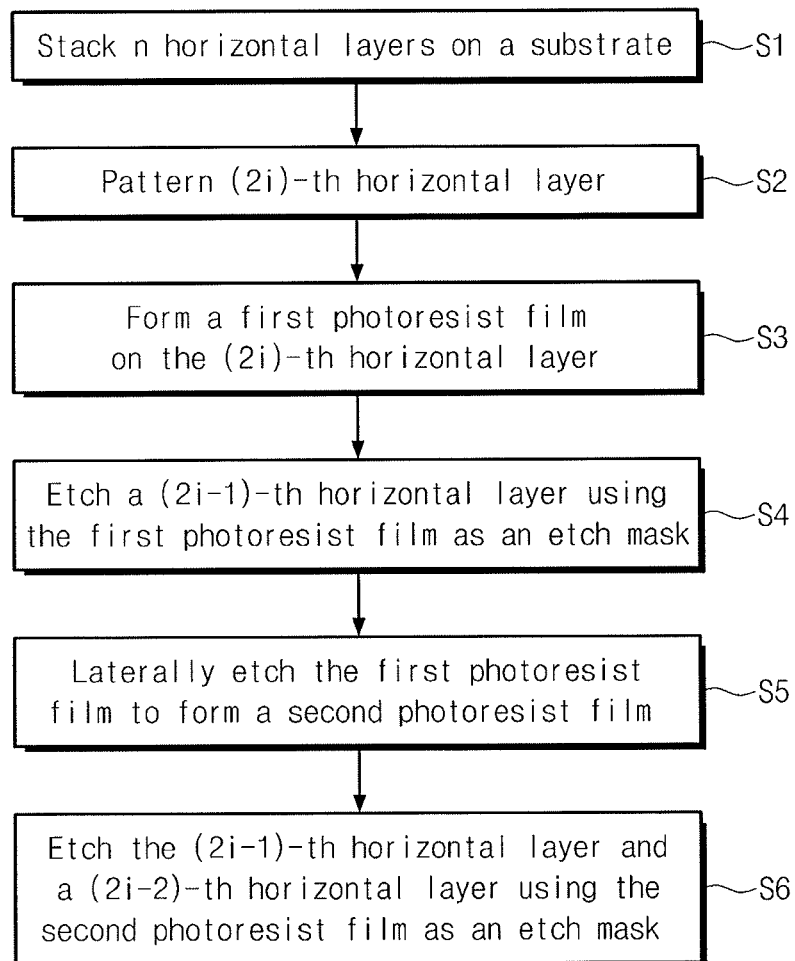 Stack n horizontal layers on a substrate
S1
Pattern (2i)-th horizontal layer
S2
Form a first photoresist film
on the (2i)-th horizontal layer
S3
Etch a (2i-1)-th horizontal layer using
the first photoresist film as an etch mask
S4
Laterally etch the first photoresist
film to form a second photoresist film
S5
Etch the (2i-1)-th horizontal layer and
a (2i-2)-th horizontal layer using the
second photoresist film as an etch mask
S6